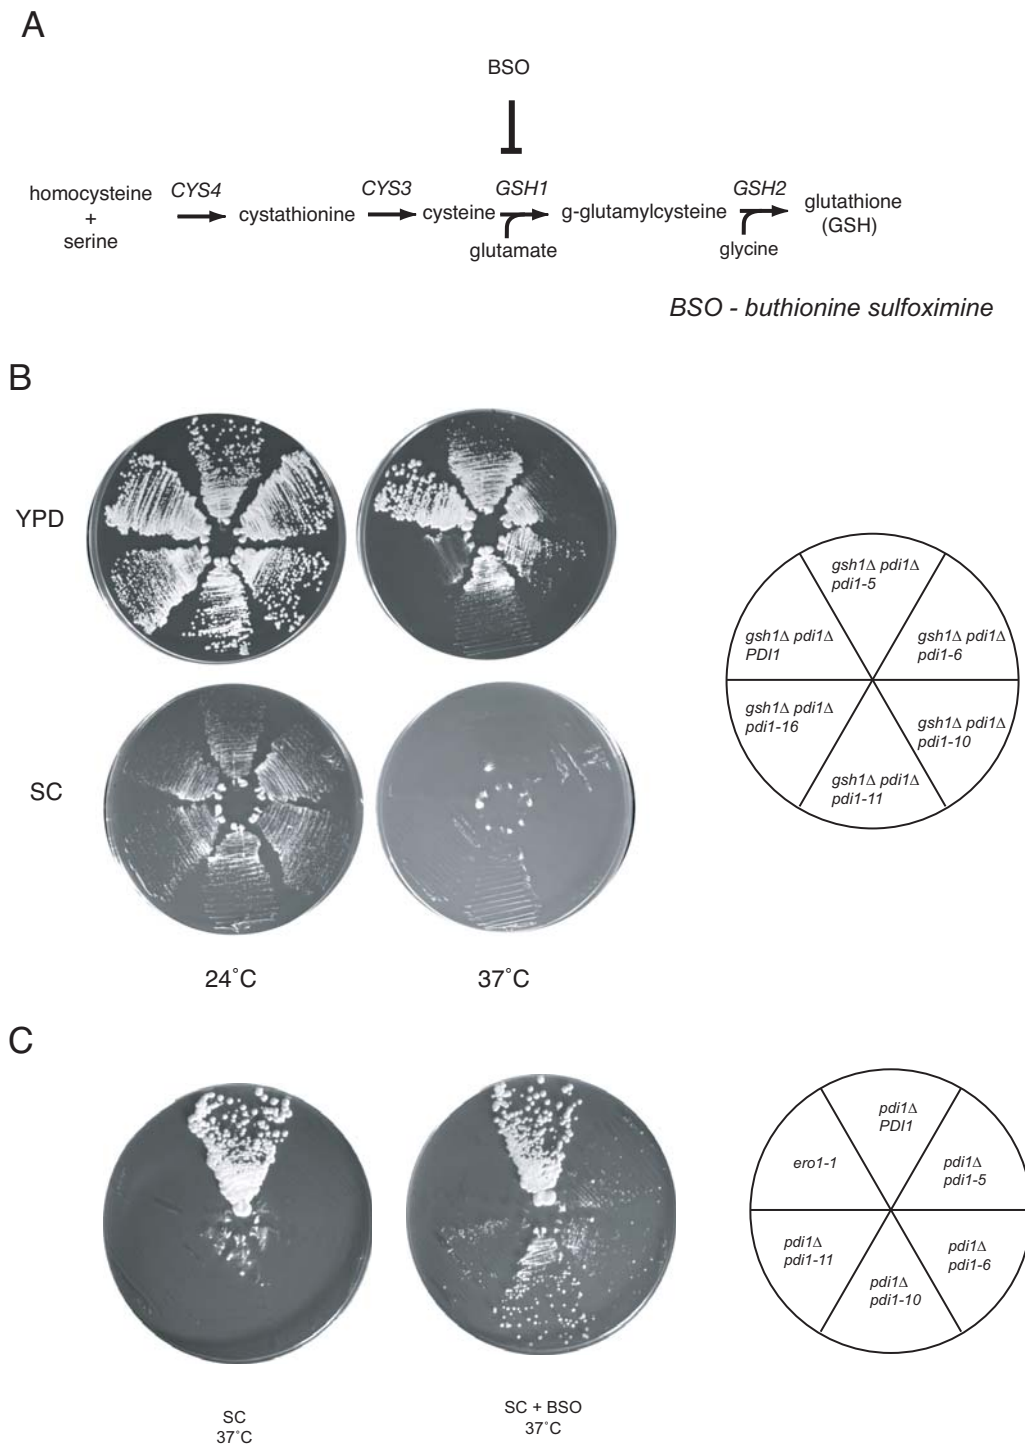 A
BSO
homocysteine
+
serine
CYS4
cystathionine
CYS3
cysteine
GSH1
glutamate
g-glutamylcysteine
GSH2
glycine
glutathione
(GSH)
BSO - buthionine sulfoximine
B
YPD
SC
24˚C
37˚C
gsh1Δ pdi1Δ
pdi1-5
gsh1Δ pdi1Δ
PDI1
gsh1Δ pdi1Δ
pdi1-6
gsh1Δ pdi1Δ
pdi1-16
gsh1Δ pdi1Δ
pdi1-10
gsh1Δ pdi1Δ
pdi1-11
C
SC
37˚C
SC + BSO
37˚C
pdi1Δ
PDI1
ero1-1
pdi1Δ
pdi1-5
pdi1Δ
pdi1-11
pdi1Δ
pdi1-6
pdi1Δ
pdi1-10